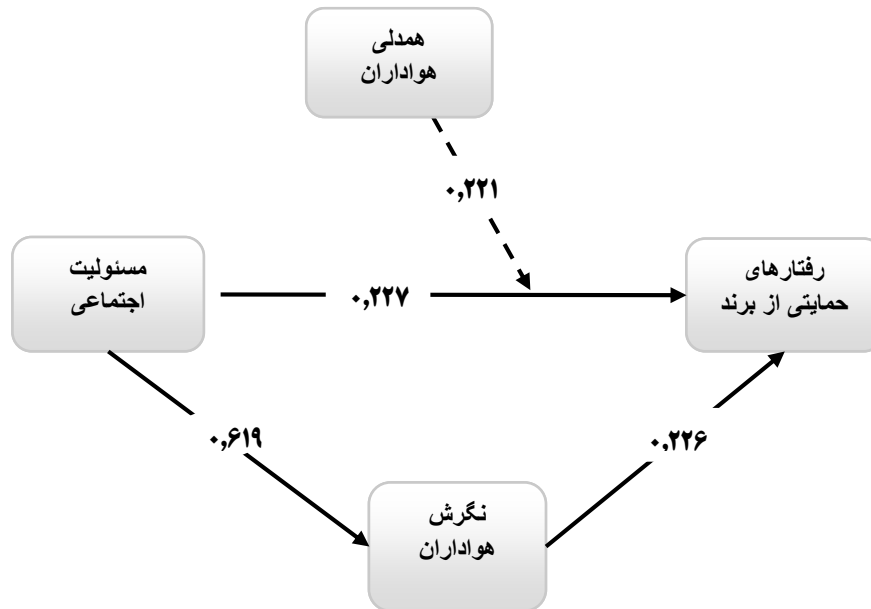 همدلی
هواداران
۰,۲۲۱
مسئولیت
اجتماعی
۰,۲۲۷
رفتارهای
حمایتی از برند
۰,۶۱۹
۰,۲۲۶
نگرش
هواداران